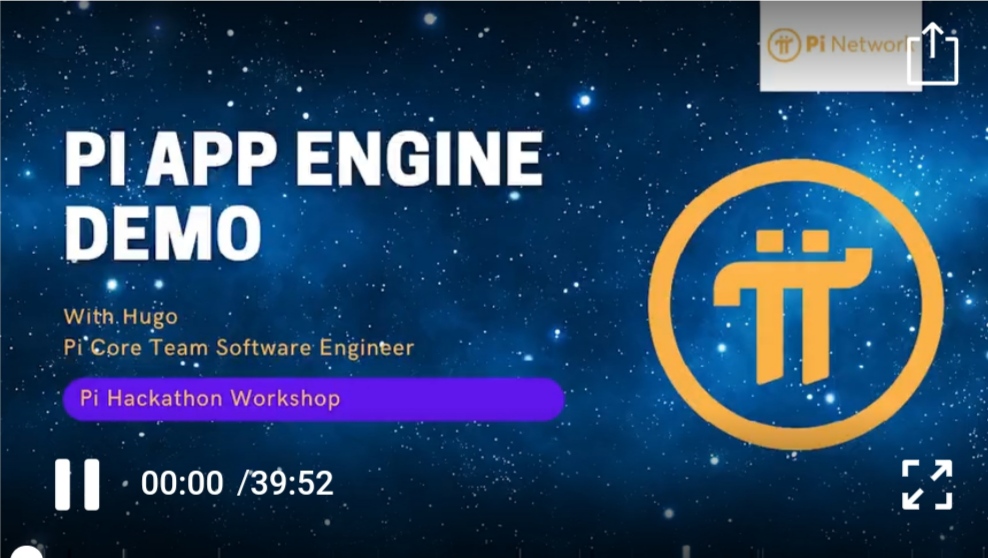 Pi Network
PI APP ENGINE
DEMO
With Hugo
Pi Core Team Software Engineer
Pi Hackathon Workshop
00:00 /39:52